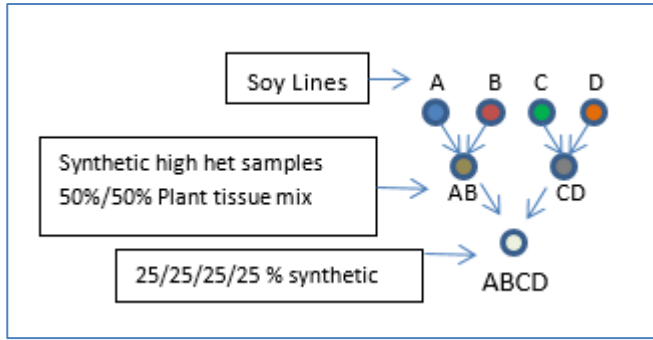 Soy Lines
A B C D
Synthetic high het samples
50%/50% Plant tissue mix
AB CD
25/25/25/25 % synthetic
ABCD